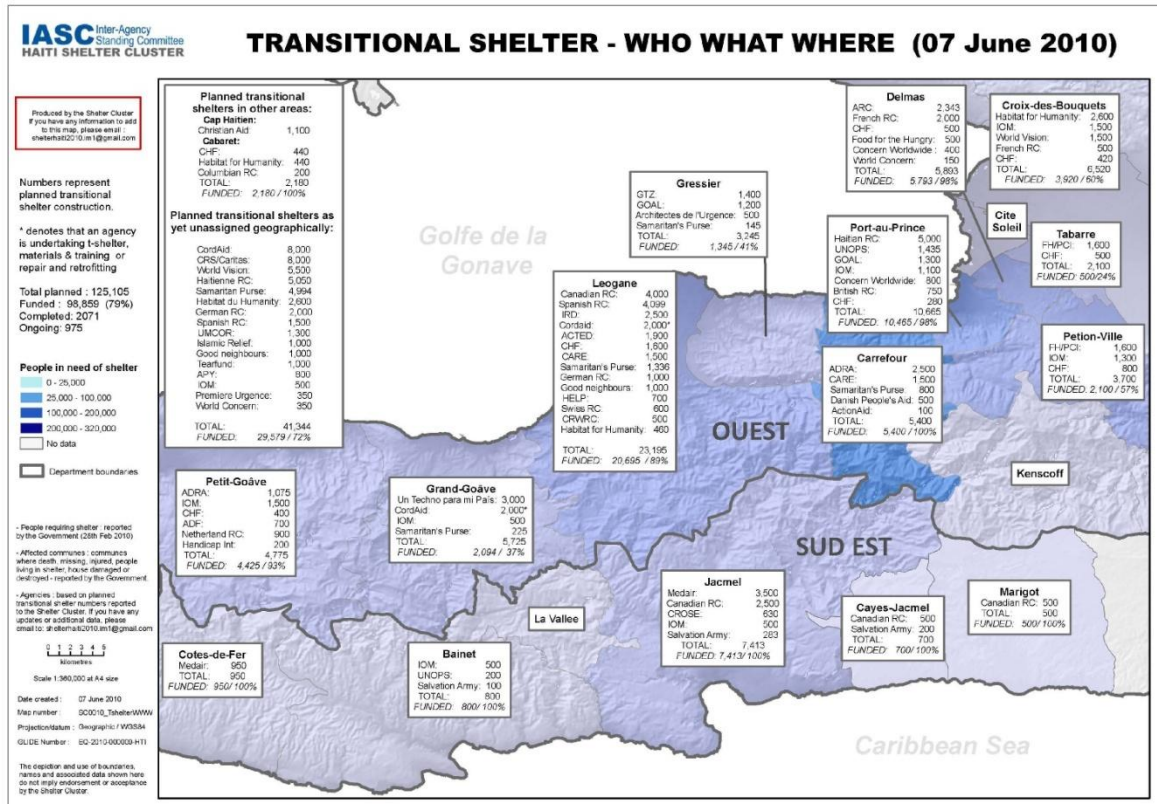 IASC Inter-Agency Standing Committee
HAITI SHELTER CLUSTER
TRANSITIONAL SHELTER - WHO WHAT WHERE (07 June 2010)
Produced by the Shelter Cluster
If you have any information to add
to this map, please email :
shelterhaiti2010.im1@gmail.com
Numbers represent
planned transitional
shelter construction.
* denotes that an agency
is undertaking t-shelter,
materials & training or
repair and retrofitting
Total planned : 125,105
Funded : 98,859 (79%)
Completed: 2071
Ongoing: 975
People in need of shelter
0 - 25,000
25,000 - 100,000
100,000 - 200,000
200,000 - 320,000
No data
Department boundaries
- People requiring shelter : reported
by the Government (28th Feb 2010)
- Affected communes : communes
where death, missing, injured, people
living in shelter, house damaged or
destroyed - reported by the Government.
- Agencies : based on planned
transitional shelter numbers reported
to the Shelter Cluster. If you have any
updates or additional data, please
email to: shelterhaiti2010.im1@gmail.com
0 1 2 3 4 5
kilometres
Scale 1:360,000 at A4 size
Date created : 07 June 2010
Map number : SC0010_TshelterWWW
Projection/datum : Geographic / WGS84
GLIDE Number : EQ-2010-000009-HTI
The depiction and use of boundaries,
names and associated data shown here
do not imply endorsement or acceptance
by the Shelter Cluster.
Planned transitional
shelters in other areas:
Cap Haitien:
Christian Aid: 1,100
Cabaret:
CHF: 440
Habitat for Humanity: 440
Columbian RC: 200
TOTAL: 2,180
FUNDED: 2,180 / 100%
Planned transitional shelters as
yet unassigned geographically:
CordAid: 8,000
CRS/Caritas: 8,000
World Vision: 5,500
Haitienne RC: 5,050
Samaritan Purse: 4,994
Habitat du Humanity: 2,600
German RC: 2,000
Spanish RC: 1,500
UMCOR: 1,300
Islamic Relief: 1,000
Good neighbours: 1,000
Tearfund: 1,000
APY: 800
IOM: 500
Premiere Urgence: 350
World Concern: 350
TOTAL: 41,344
FUNDED: 29,579 / 72%
Golfe de la
Gonave
Gressier
GTZ: 1,400
GOAL: 1,200
Architectes de l'Urgence: 500
Samaritan's Purse: 145
TOTAL: 3,245
FUNDED: 1,345 / 41%
Delmas
ARC: 2,343
French RC: 2,000
CHF: 500
Food for the Hungry: 500
Concern Worldwide : 400
World Concern: 150
TOTAL: 5,893
FUNDED: 5,793 / 98%
Croix-des-Bouquets
Habitat for Humanity: 2,600
IOM: 1,500
World Vision: 1,500
French RC: 500
CHF: 420
TOTAL: 6,520
FUNDED: 3,920 / 60%
Cite
Soleil
Tabarre
FH/PCI: 1,600
CHF: 500
TOTAL: 2,100
FUNDED: 500/24%
Port-au-Prince
Haitian RC: 5,000
UNOPS: 1,435
GOAL: 1,300
IOM: 1,100
Concern Worldwide: 800
British RC: 750
CHF: 280
TOTAL: 10,665
FUNDED: 10,465 / 98%
Leogane
Canadian RC: 4,000
Spanish RC: 4,099
IRD: 2,500
Cordaid: 2,000*
ACTED: 1,900
CHF: 1,600
CARE: 1,500
Samaritan's Purse: 1,336
German RC: 1,000
Good neighbours: 1,000
HELP: 700
Swiss RC: 600
CRWRC: 500
Habitat for Humanity: 460
TOTAL: 23,195
FUNDED: 20,695 / 89%
Petion-Ville
FH/PCI: 1,600
IOM: 1,300
CHF: 800
TOTAL: 3,700
FUNDED: 2,100 / 57%
Carrefour
ADRA: 2,500
CARE: 1,500
Samaritan's Purse: 800
Danish People's Aid: 500
ActionAid: 100
TOTAL: 5,400
FUNDED: 5,400 /100%
OUEST
Kenscoff
Petit-Goâve
ADRA: 1,075
IOM: 1,500
CHF: 400
ADF: 700
Netherland RC: 900
Handicap Int: 200
TOTAL: 4,775
FUNDED: 4,425 / 93%
Grand-Goâve
Un Techno para mi País: 3,000
CordAid: 2,000*
IOM: 500
Samaritan's Purse: 225
TOTAL: 5,725
FUNDED: 2,094 / 37%
SUD EST
La Vallee
Jacmel
Medair: 3,500
Canadian RC: 2,500
CROSE: 630
IOM: 500
Salvation Army: 283
TOTAL: 7,413
FUNDED: 7,413 / 100%
Cayes-Jacmel
Canadian RC: 500
Salvation Army: 200
TOTAL: 700
FUNDED: 700/100%
Marigot
Canadian RC: 500
TOTAL: 500
FUNDED: 500/ 100%
Cotes-de-Fer
Medair: 950
TOTAL: 950
FUNDED: 950/100%
Bainet
IOM: 500
UNOPS: 200
Salvation Army: 100
TOTAL: 800
FUNDED: 800/ 100%
Caribbean Sea